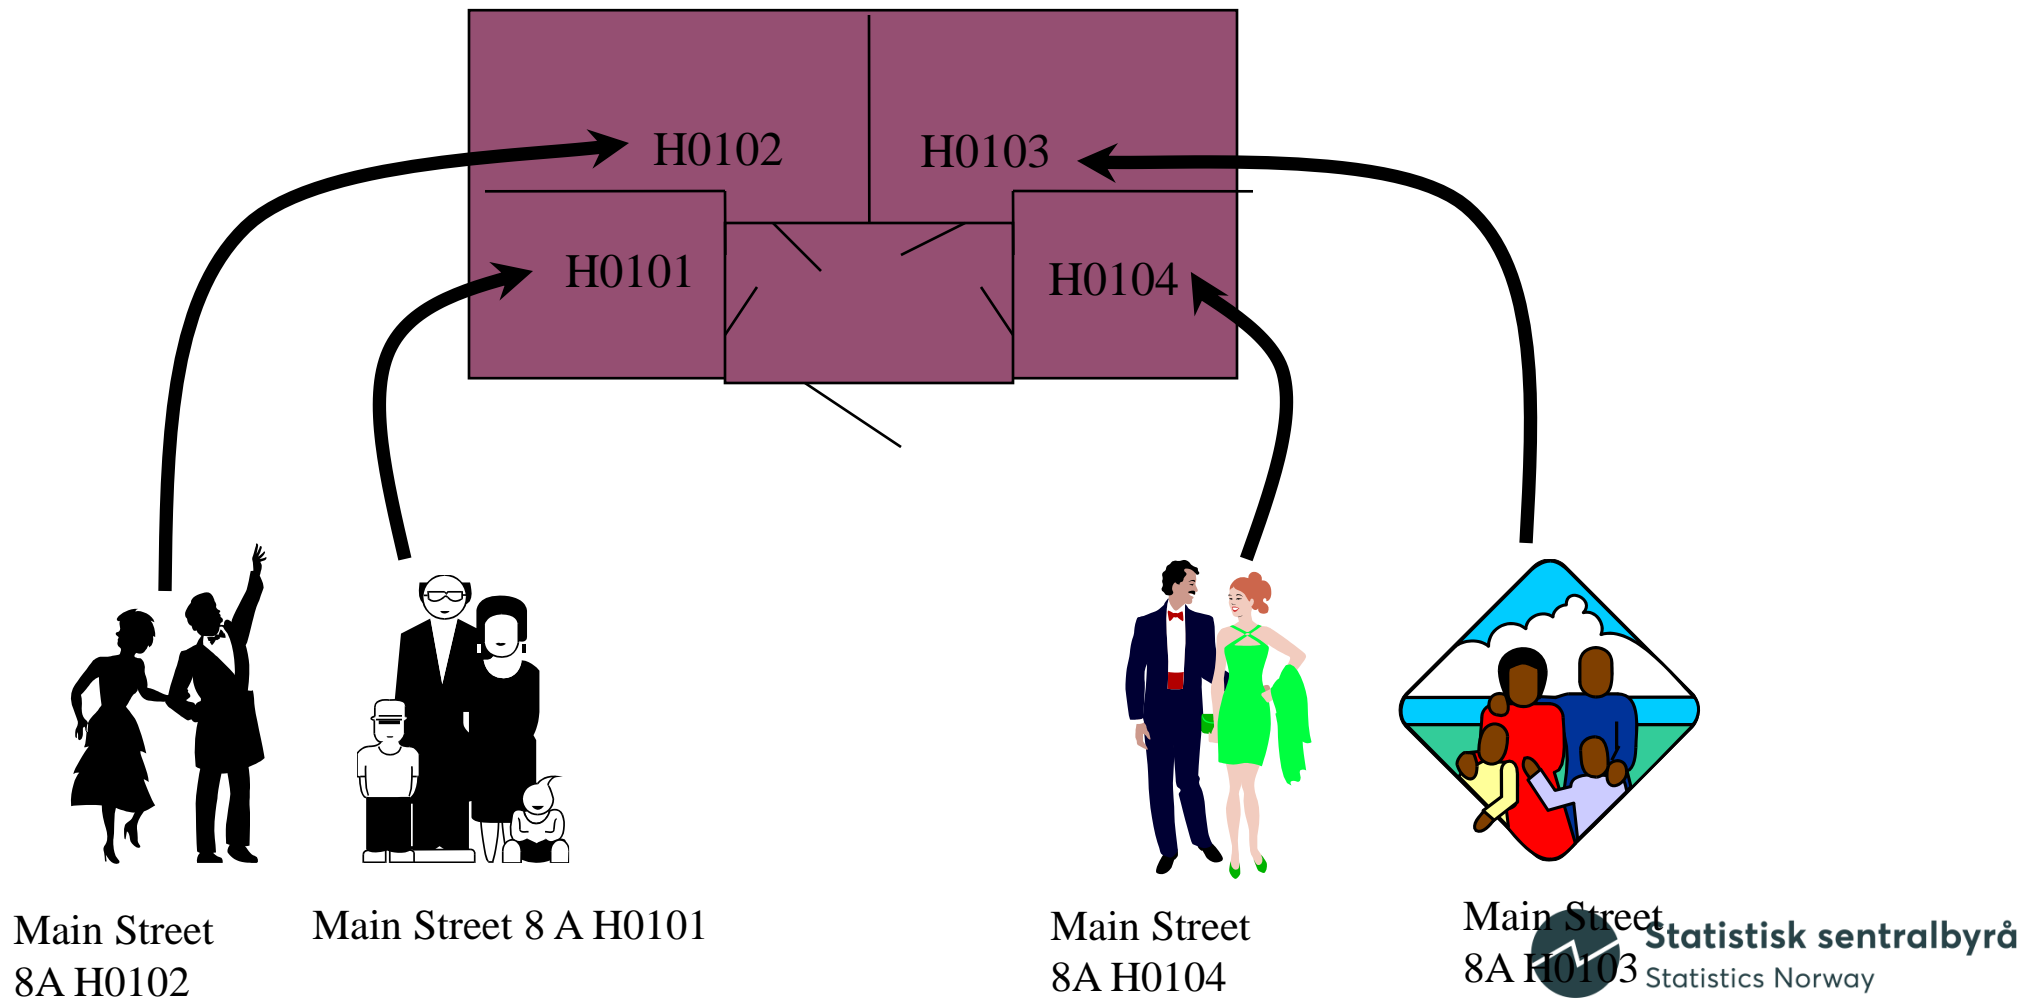 H0102
H0103
H0101
H0104
Main Street
8A H0102
Main Street 8 A H0101
Main Street
8A H0104
Main Street
8A H0103
Statistisk sentralbyrå
Statistics Norway